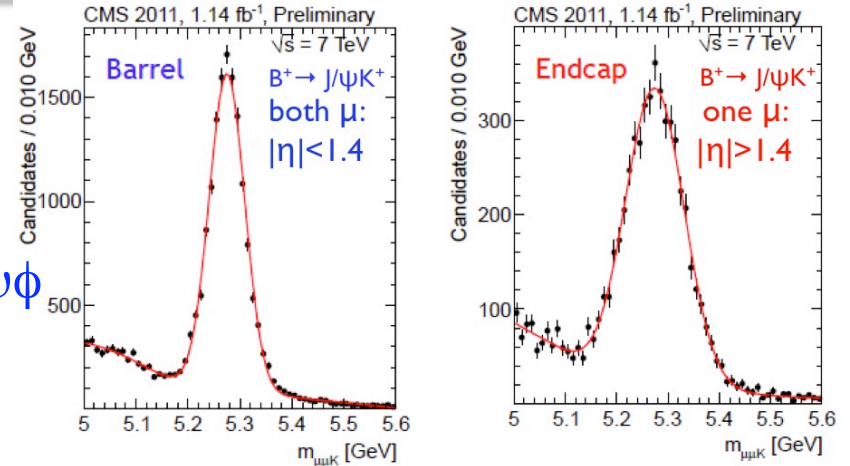 CMS 2011, 1.14 fb⁻¹, Preliminary
√s = 7 TeV
Barrel
B⁺→ J/ψK⁺
both μ:
|η|<1.4
Candidates / 0.010 GeV
1500
1000
500
5 5.1 5.2 5.3 5.4 5.5 5.6
m_μμK [GeV]
ϕ
CMS 2011, 1.14 fb⁻¹, Preliminary
√s = 7 TeV
Endcap
B⁺→ J/ψK⁺
one μ:
|η|>1.4
Candidates / 0.010 GeV
300
200
100
5 5.1 5.2 5.3 5.4 5.5 5.6
m_μμK [GeV]